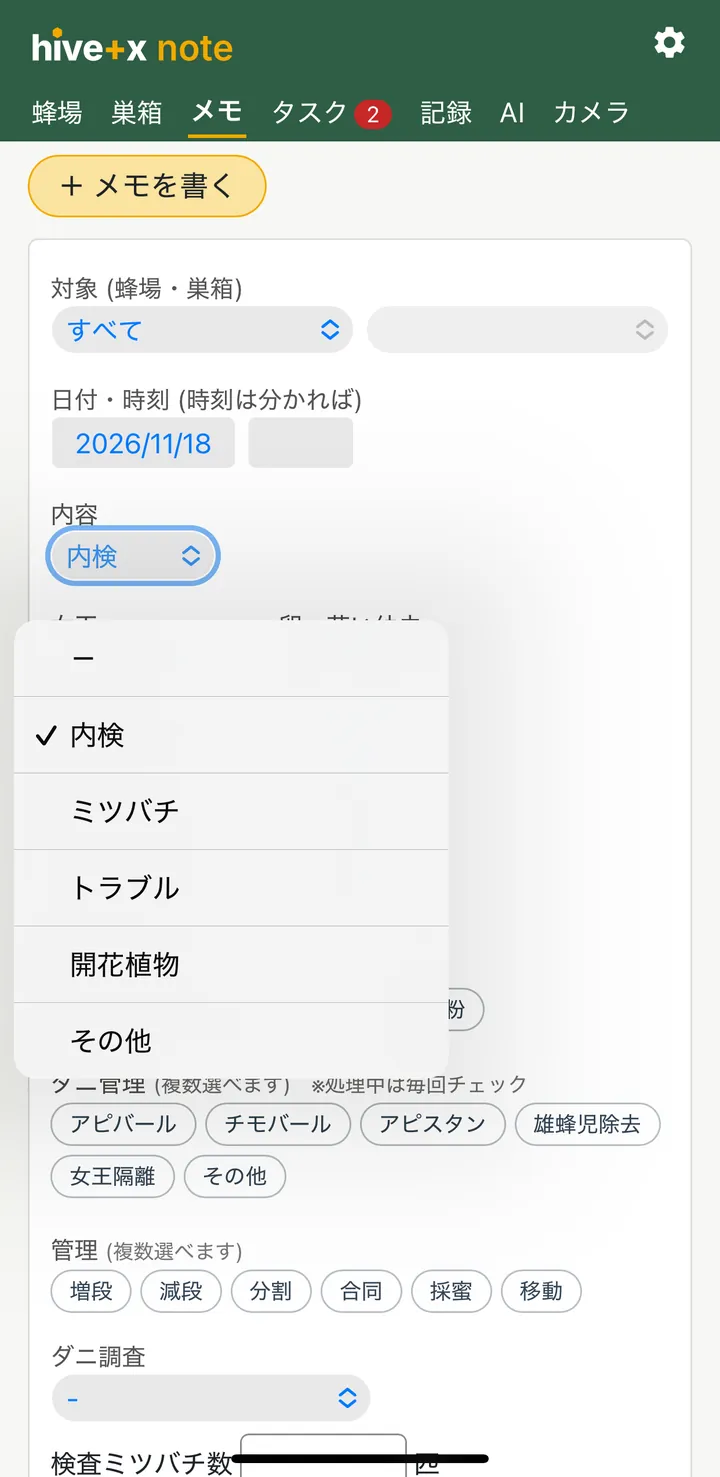 hive+x note
蜂場 巣箱 メモ タスク 2 記録 AI カメラ
＋ メモを書く
対象 (蜂場・巣箱)
すべて
日付・時刻 (時刻は分かれば)
2026/11/18
内容
内検
–
✓ 内検
ミツバチ
トラブル
開花植物
その他
粉
ダニ管理 (複数選べます) ※処理中は毎回チェック
アピバール チモバール アピスタン 雄蜂児除去
女王隔離 その他
管理 (複数選べます)
増段 減段 分割 合同 採蜜 移動
ダニ調査
-
検査ミツバチ数 匹